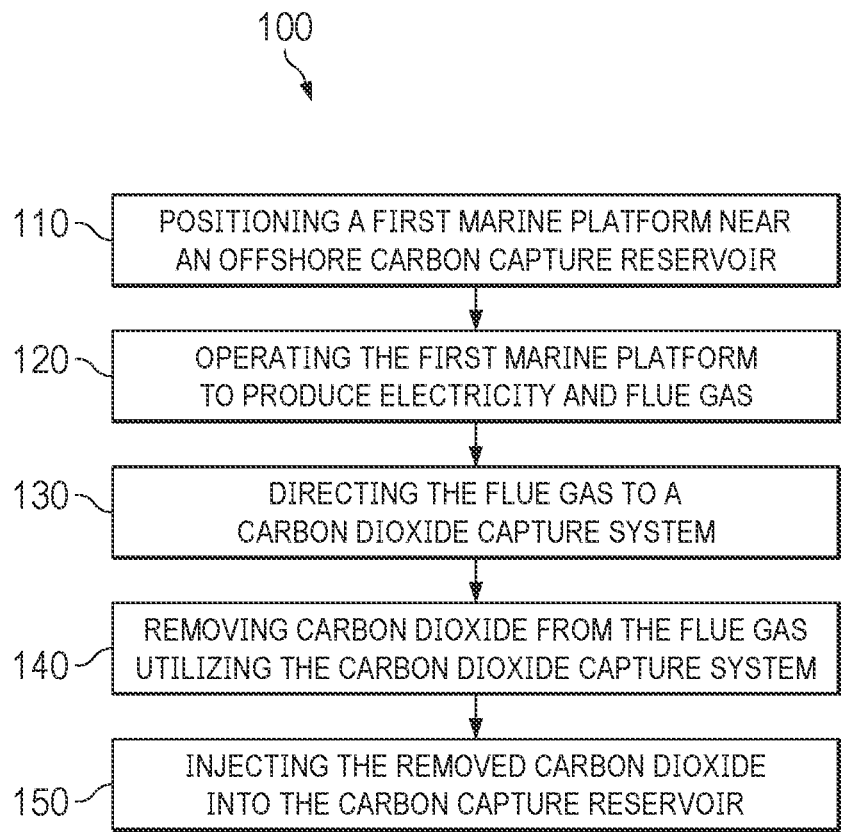 100
110
POSITIONING A FIRST MARINE PLATFORM NEAR
AN OFFSHORE CARBON CAPTURE RESERVOIR
120
OPERATING THE FIRST MARINE PLATFORM
TO PRODUCE ELECTRICITY AND FLUE GAS
130
DIRECTING THE FLUE GAS TO A
CARBON DIOXIDE CAPTURE SYSTEM
140
REMOVING CARBON DIOXIDE FROM THE FLUE GAS
UTILIZING THE CARBON DIOXIDE CAPTURE SYSTEM
150
INJECTING THE REMOVED CARBON DIOXIDE
INTO THE CARBON CAPTURE RESERVOIR